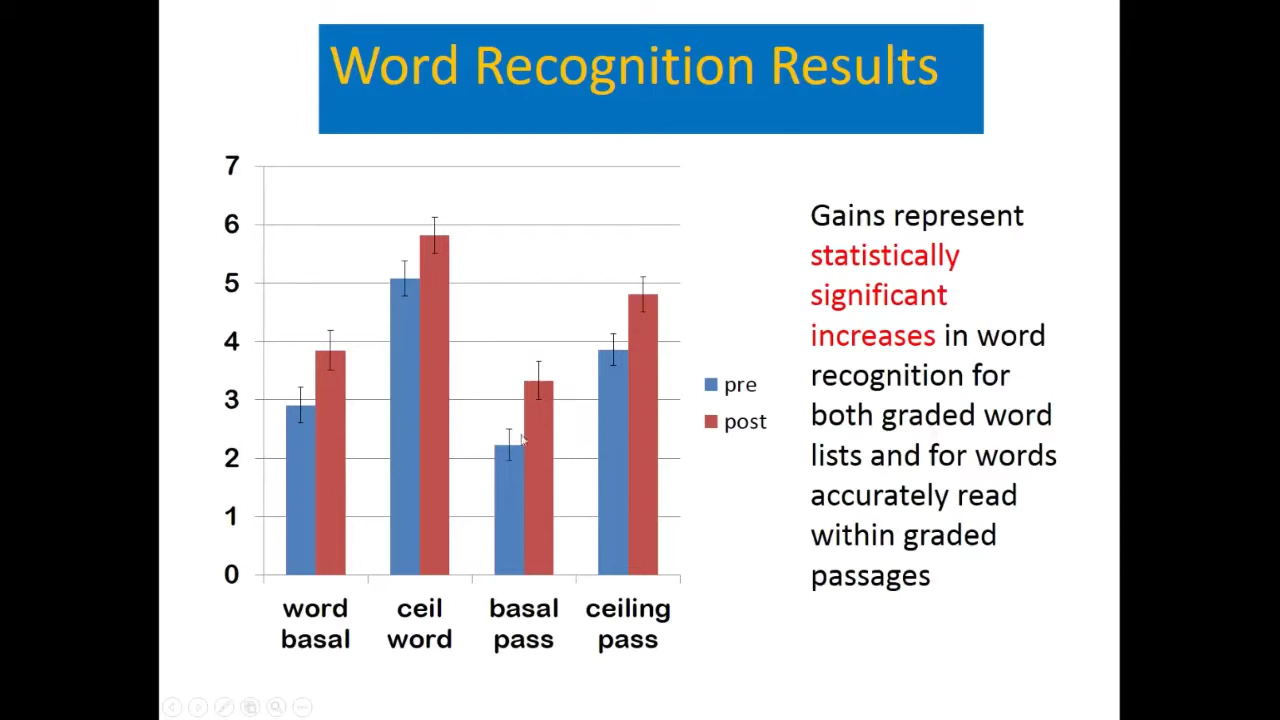 Word Recognition Results
7
6
5
4
3
2
1
0
word basal
ceil word
basal pass
ceiling pass
pre
post
Gains represent
statistically
significant
increases in word
recognition for
both graded word
lists and for words
accurately read
within graded
passages